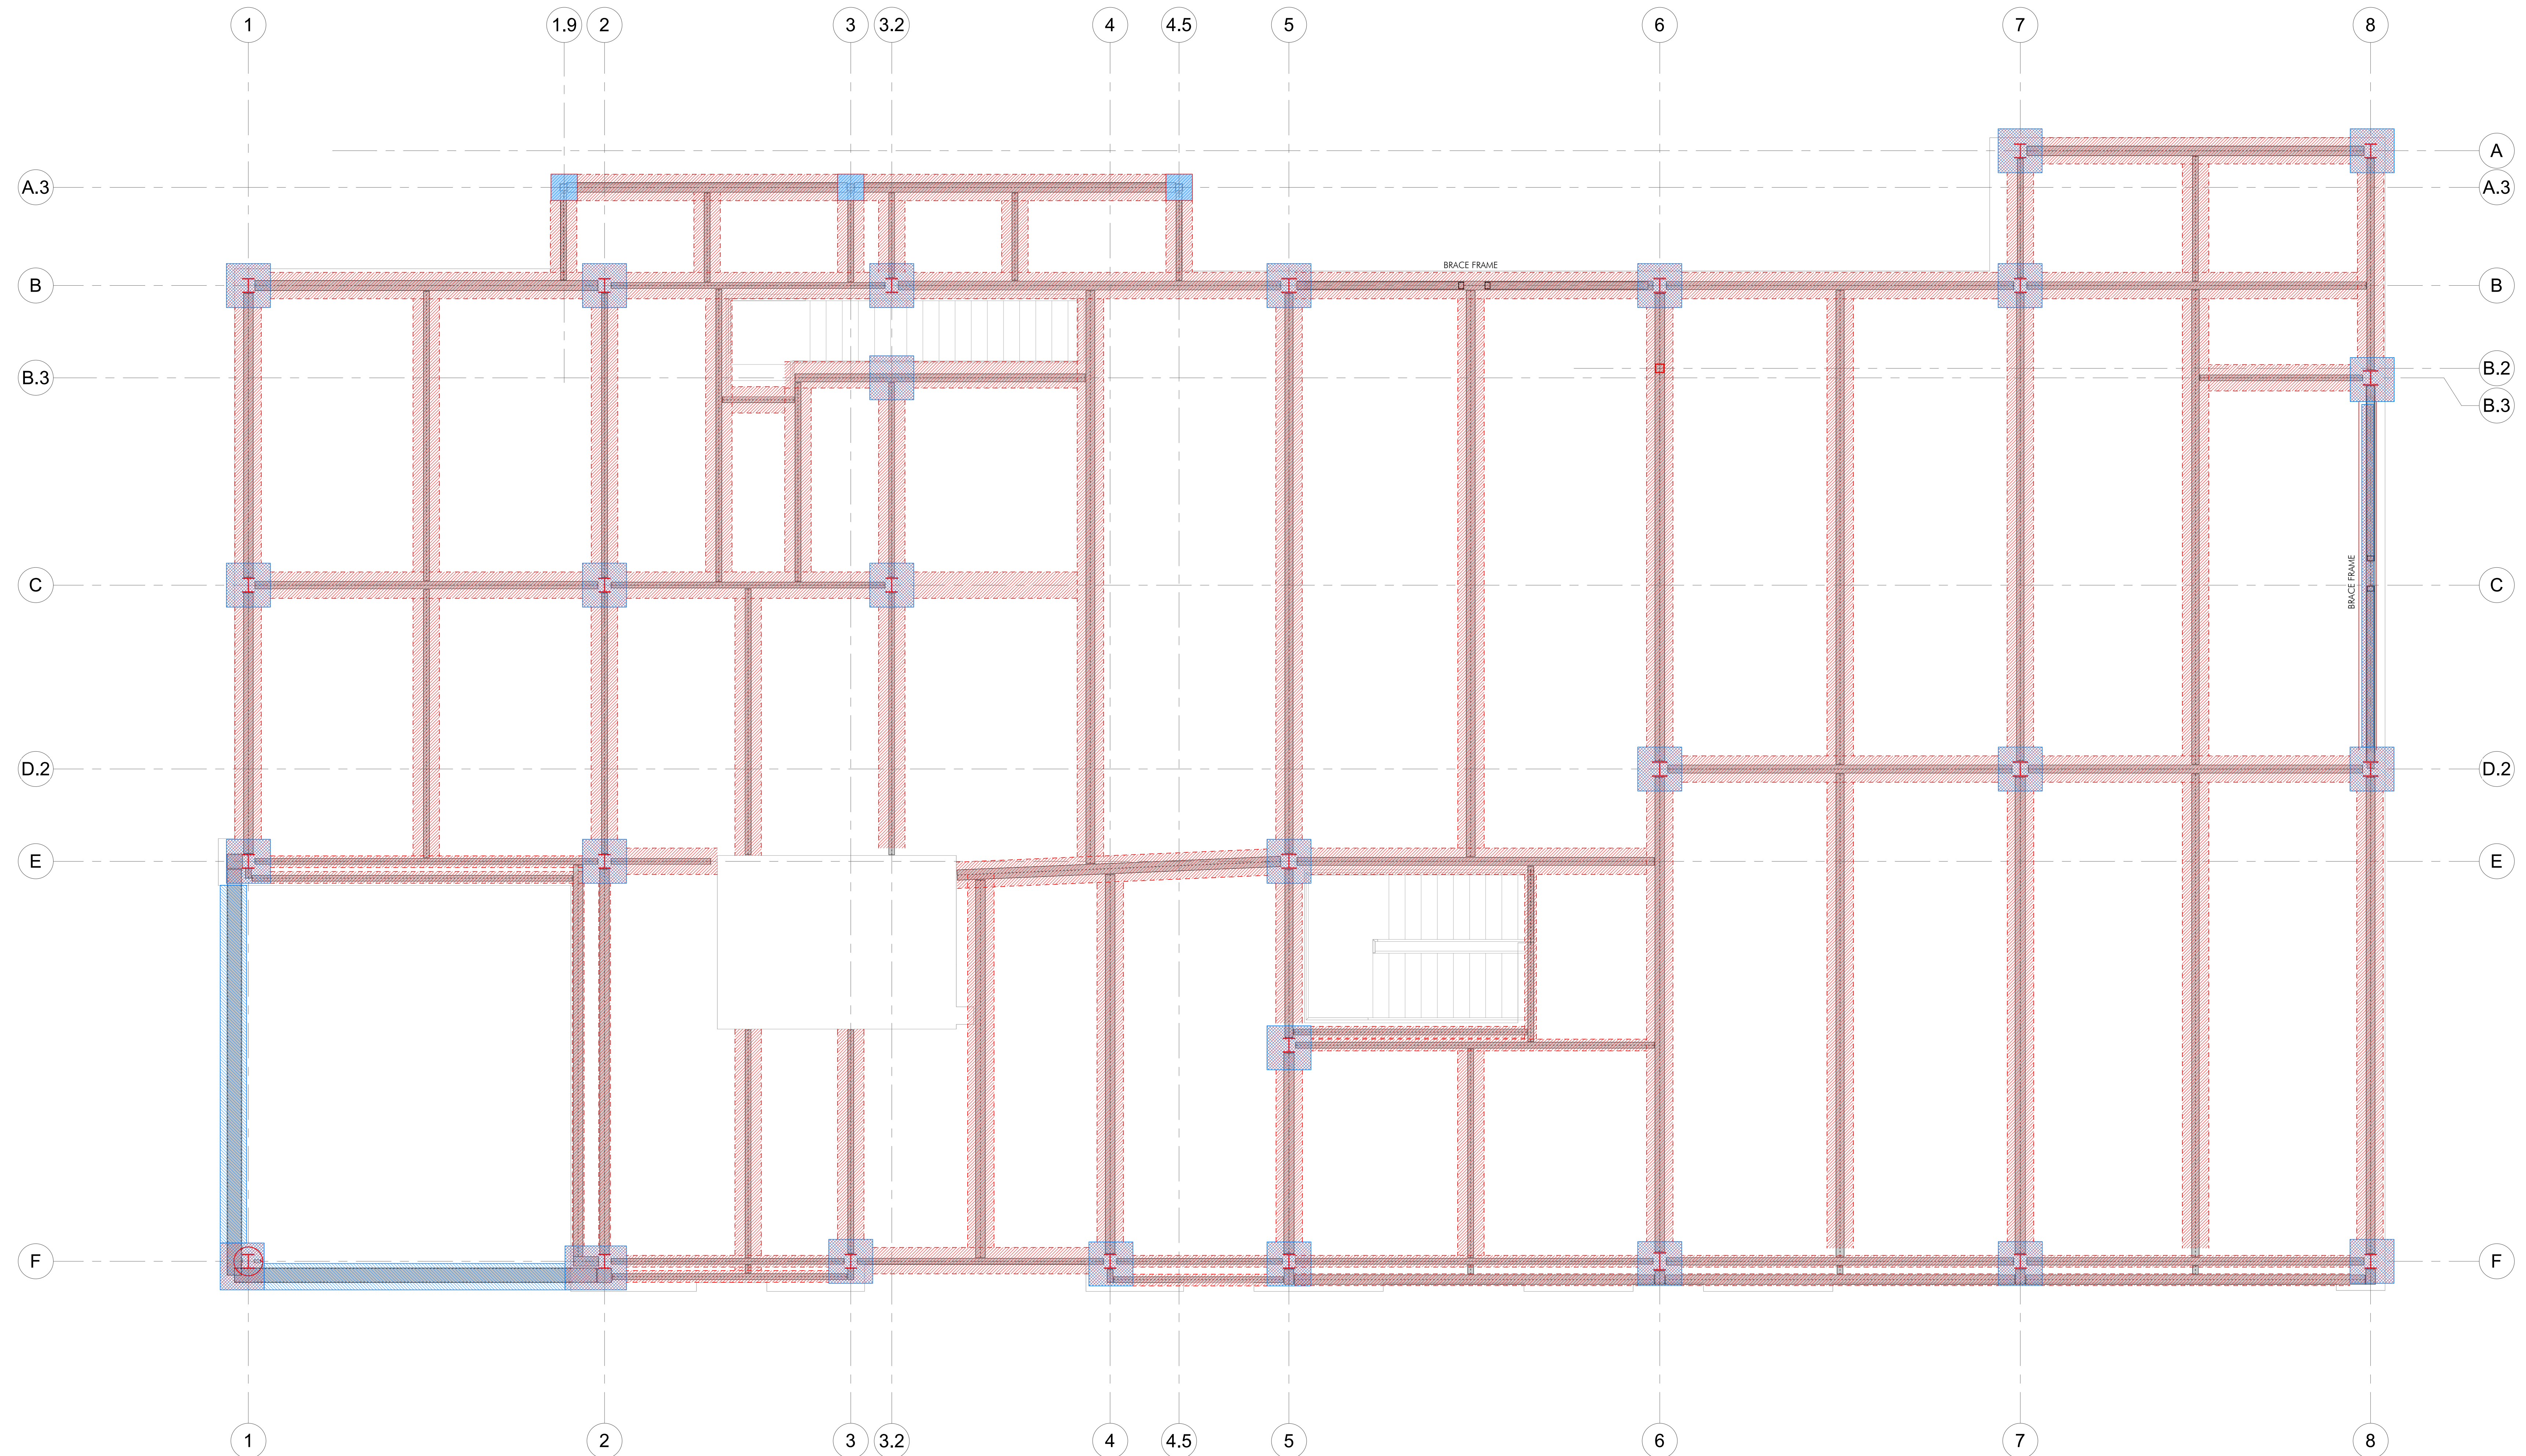 1 1.9 2 3 3.2 4 4.5 5 6 7 8
A
A.3 A.3
BRACE FRAME
B B
B.2
B.3 B.3
BRACE FRAME
C C
D.2 D.2
E E
F F
1 2 3 3.2 4 4.5 5 6 7 8